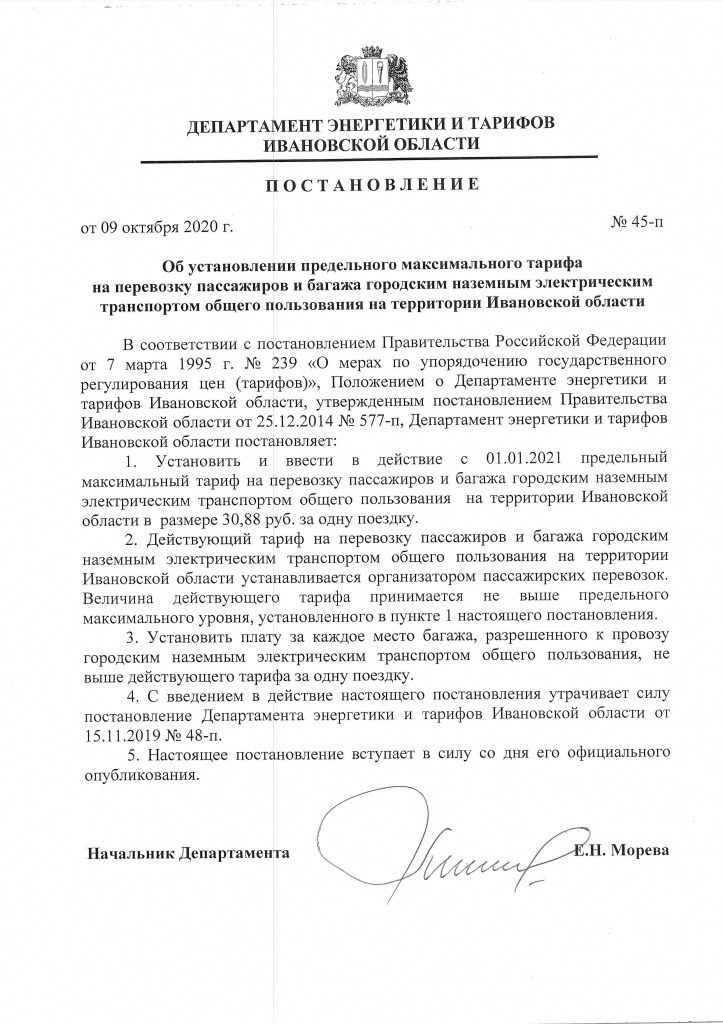 ДЕПАРТАМЕНТ ЭНЕРГЕТИКИ И ТАРИФОВ
ИВАНОВСКОЙ ОБЛАСТИ
ПОСТАНОВЛЕНИЕ
от 09 октября 2020 г. № 45-п
Об установлении предельного максимального тарифа
на перевозку пассажиров и багажа городским наземным электрическим
транспортом общего пользования на территории Ивановской области
В соответствии с постановлением Правительства Российской Федерации
от 7 марта 1995 г. № 239 «О мерах по упорядочению государственного
регулирования цен (тарифов)», Положением о Департаменте энергетики и
тарифов Ивановской области, утвержденным постановлением Правительства
Ивановской области от 25.12.2014 № 577-п, Департамент энергетики и тарифов
Ивановской области постановляет:
1. Установить и ввести в действие с 01.01.2021 предельный
максимальный тариф на перевозку пассажиров и багажа городским наземным
электрическим транспортом общего пользования на территории Ивановской
области в размере 30,88 руб. за одну поездку.
2. Действующий тариф на перевозку пассажиров и багажа городским
наземным электрическим транспортом общего пользования на территории
Ивановской области устанавливается организатором пассажирских перевозок.
Величина действующего тарифа принимается не выше предельного
максимального уровня, установленного в пункте 1 настоящего постановления.
3. Установить плату за каждое место багажа, разрешенного к провозу
городским наземным электрическим транспортом общего пользования, не
выше действующего тарифа за одну поездку.
4. С введением в действие настоящего постановления утрачивает силу
постановление Департамента энергетики и тарифов Ивановской области от
15.11.2019 № 48-п.
5. Настоящее постановление вступает в силу со дня его официального
опубликования.
Начальник Департамента Е.Н. Морева